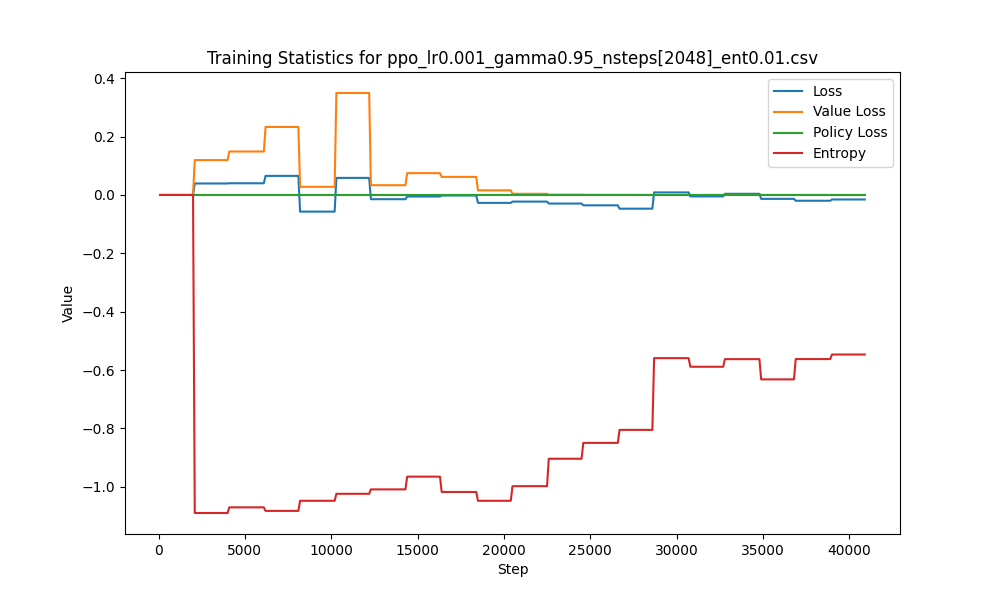 Training Statistics for ppo_lr0.001_gamma0.95_nsteps[2048]_ent0.01.csv
0.4
0.2
0.0
−0.2
−0.4
−0.6
−0.8
−1.0
Value
Loss
Value Loss
Policy Loss
Entropy
0
5000
10000
15000
20000
25000
30000
35000
40000
Step